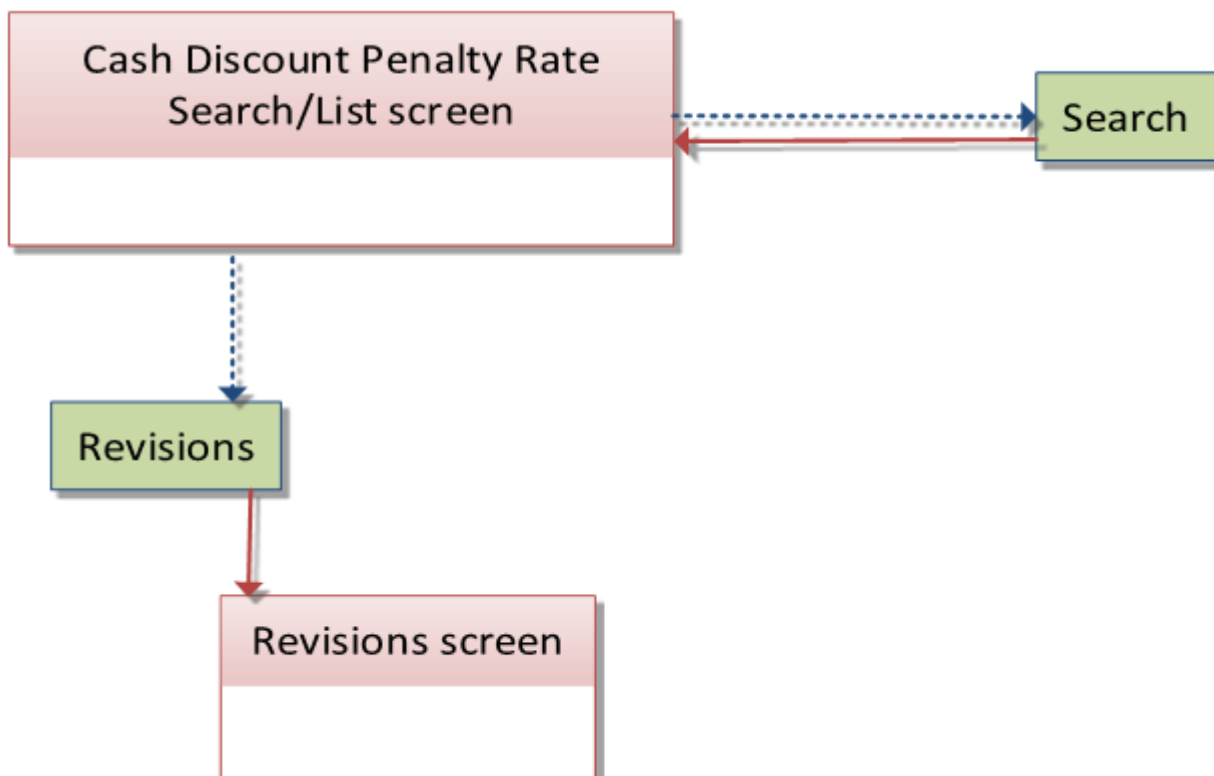 Cash Discount Penalty Rate
Search/List screen
Search
Revisions
Revisions screen